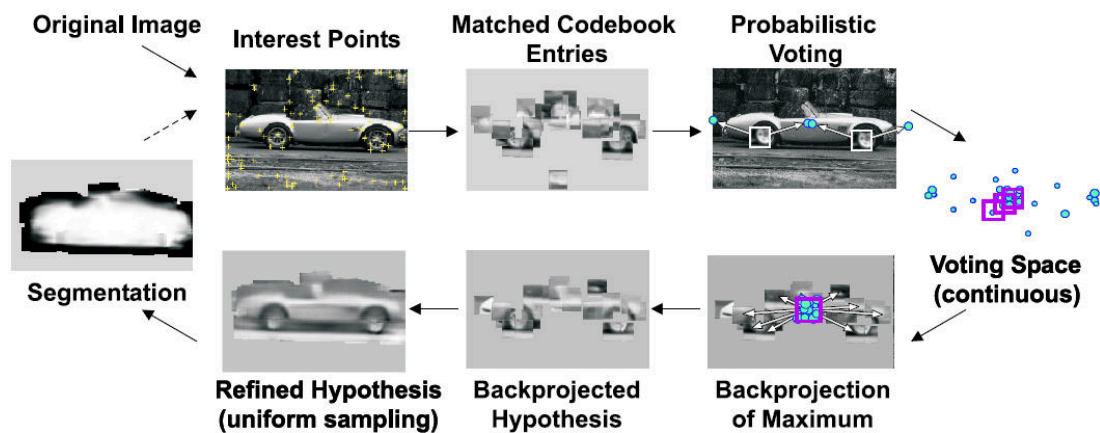 Original Image
Interest Points
Matched Codebook
Entries
Probabilistic
Voting
Voting Space
(continuous)
Segmentation
Refined Hypothesis
(uniform sampling)
Backprojected
Hypothesis
Backprojection
of Maximum